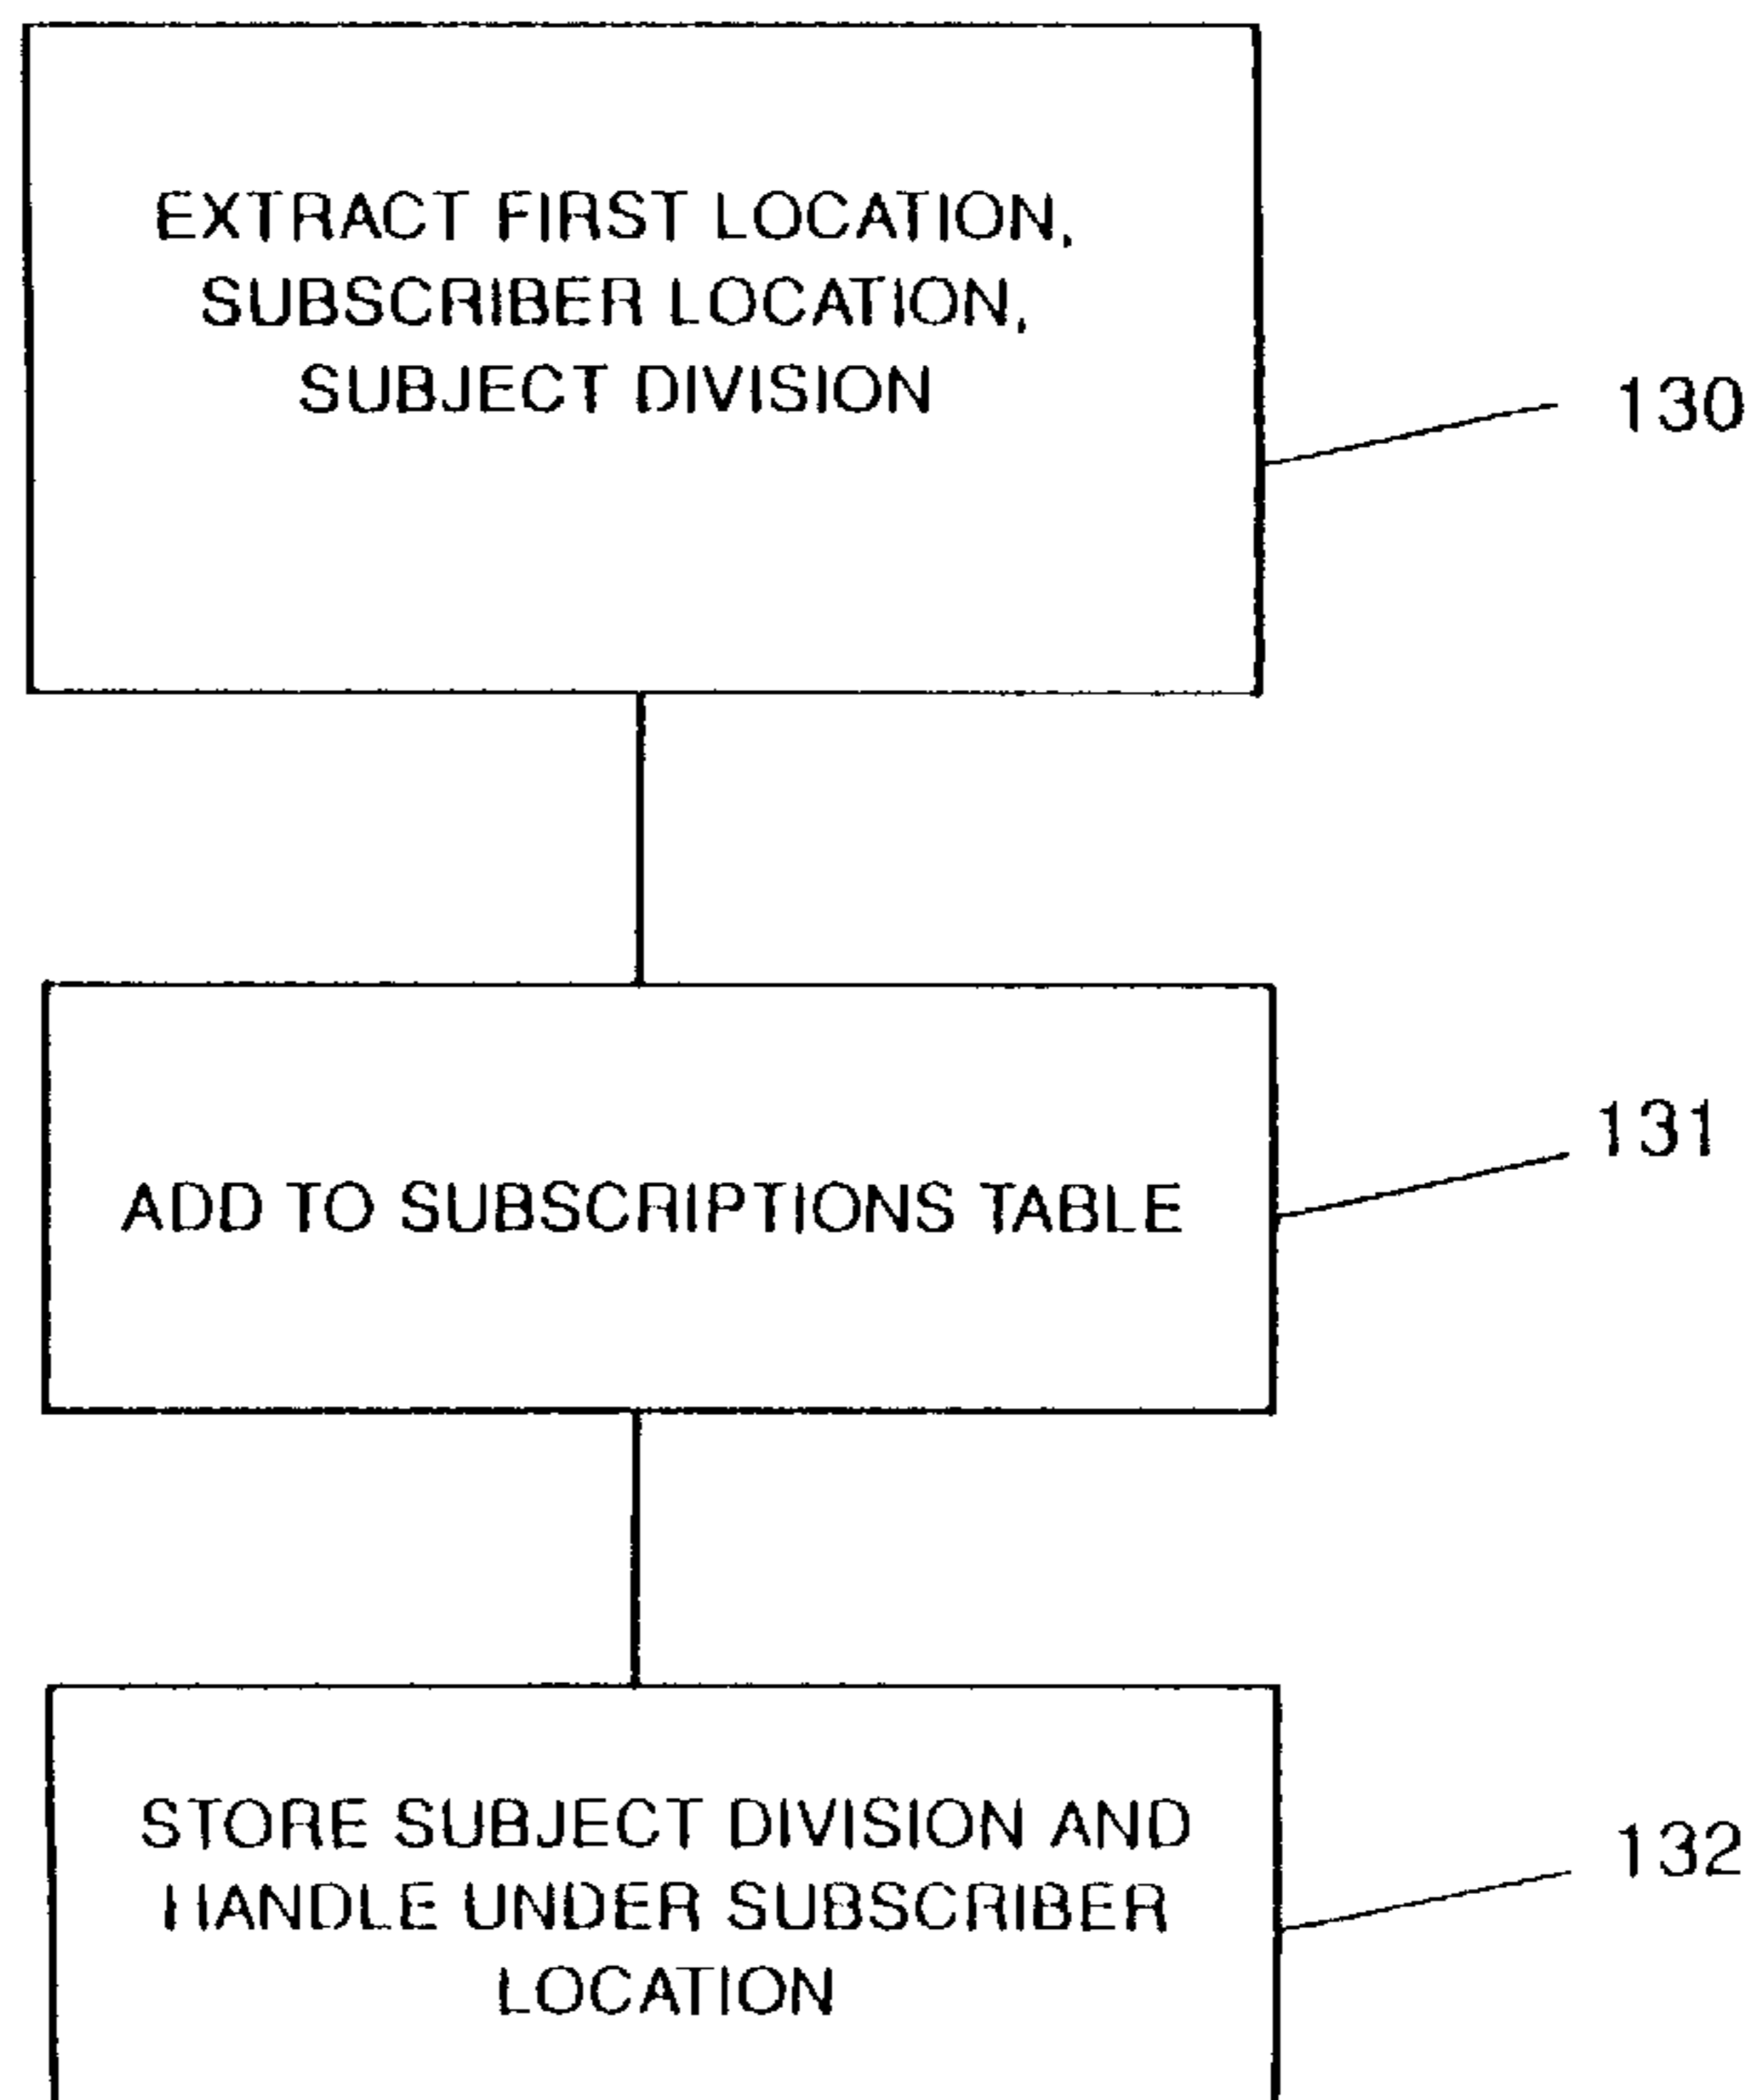 EXTRACT FIRST LOCATION,
SUBSCRIBER LOCATION,
SUBJECT DIVISION
130
ADD TO SUBSCRIPTIONS TABLE
131
STORE SUBJECT DIVISION AND
HANDLE UNDER SUBSCRIBER
LOCATION
132